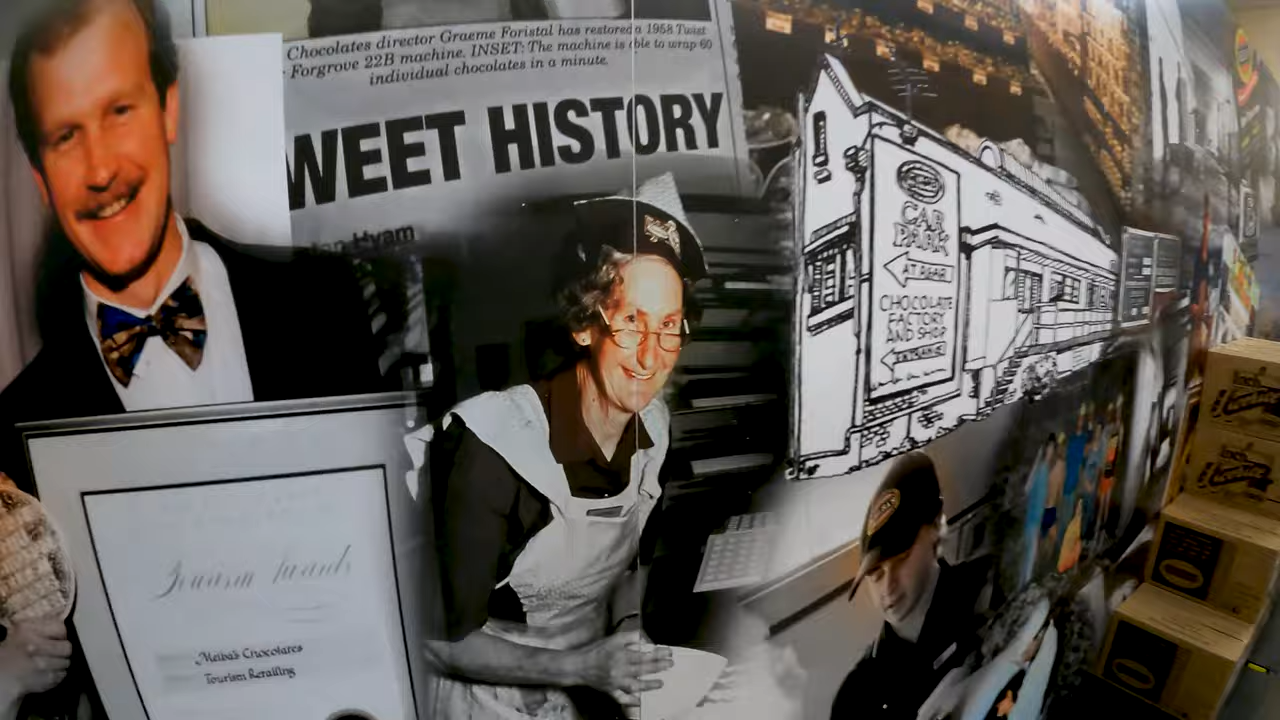 Chocolates director Graeme Foristal has restored a 1958 Twist
Forgrove 22B machine. INSET: The machine is able to wrap 60
individual chocolates in a minute.
WEET HISTORY
Hyam
CAR
PARK
AT REAR
CHOCOLATE
FACTORY
AND SHOP
ENTRANCE
Tourism Awards
Melba's Chocolates
Tourism Retailing